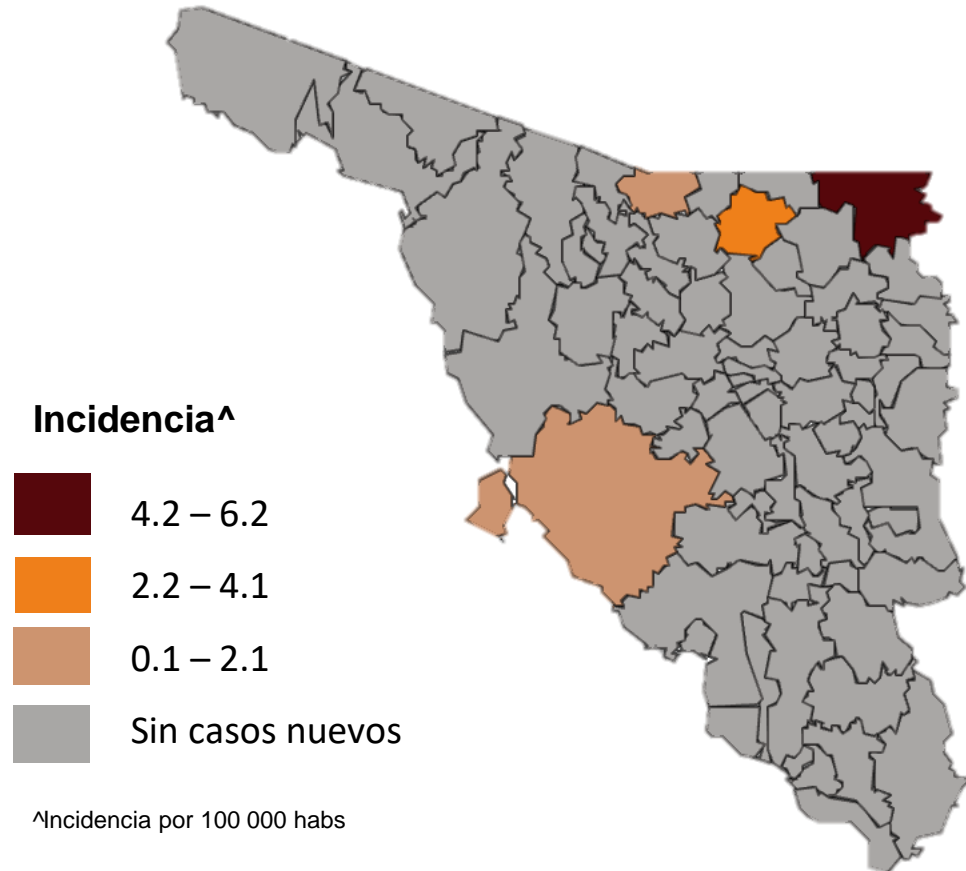 Incidencia^
4.2 – 6.2
2.2 – 4.1
0.1 – 2.1
Sin casos nuevos
^Incidencia por 100 000 habs